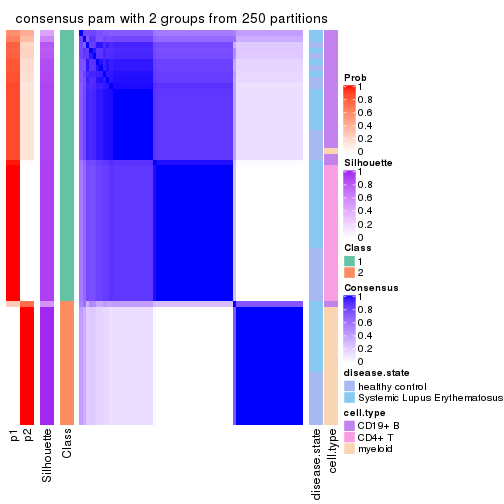 consensus pam with 2 groups from 250 partitions
Prob
1
0.8
0.6
0.4
0.2
0
Silhouette
1
0.8
0.6
0.4
0.2
0
Class
1
2
Consensus
1
0.8
0.6
0.4
0.2
0
disease.state
healthy control
Systemic Lupus Erythematosus
cell.type
CD19+ B
CD4+ T
myeloid
p1
p2
Silhouette
Class
disease.state
cell.type